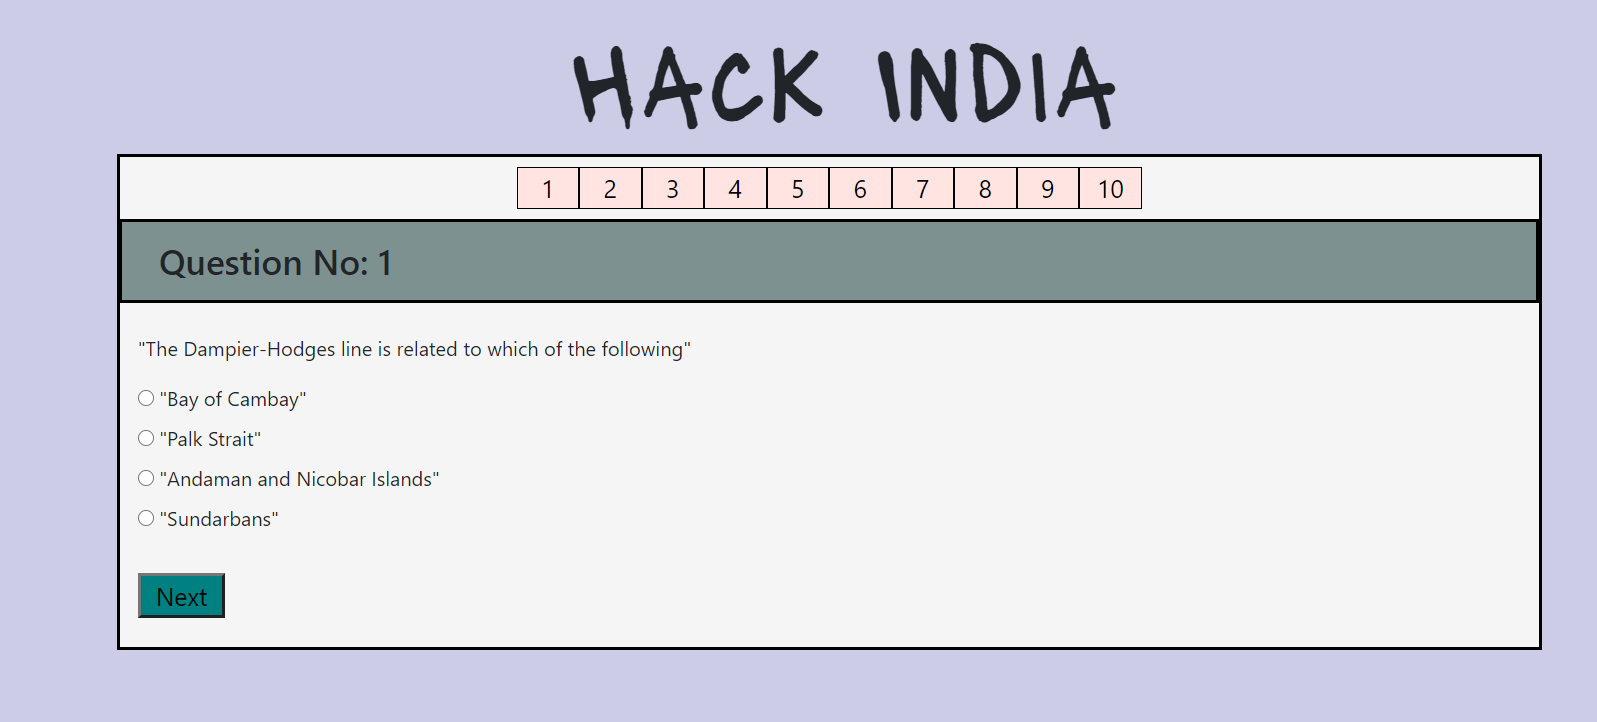 HACK INDIA
1 2 3 4 5 6 7 8 9 10
Question No: 1
"The Dampier-Hodges line is related to which of the following"
"Bay of Cambay"
"Palk Strait"
"Andaman and Nicobar Islands"
"Sundarbans"
Next